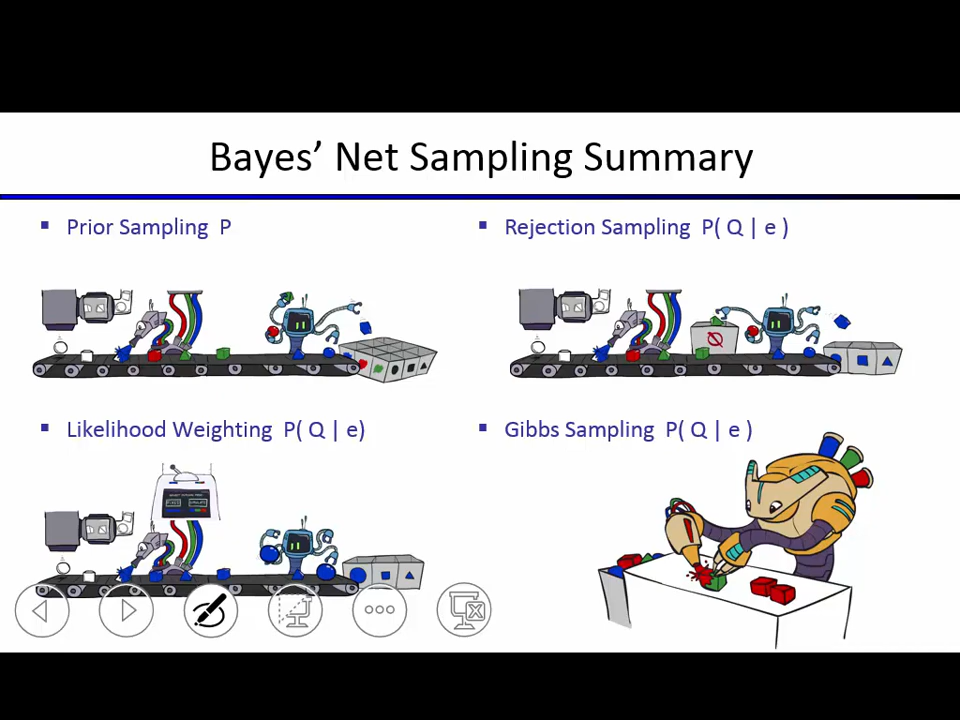 Bayes’ Net Sampling Summary
▪ Prior Sampling P
▪ Rejection Sampling P( Q | e )
▪ Likelihood Weighting P( Q | e)
▪ Gibbs Sampling P( Q | e )